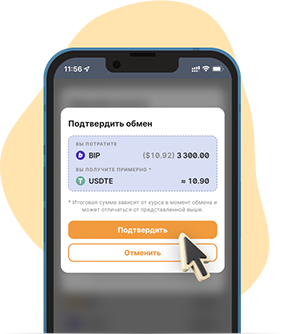 11:56
Подтвердить обмен
ВЫ ПОТРАТИТЕ
BIP ($10.92) 3 300.00
ВЫ ПОЛУЧИТЕ ПРИМЕРНО *
USDTE ≈ 10.90
* Итоговая сумма зависит от курса в момент обмена и
может отличаться от представленной выше.
Подтвердить
Отменить